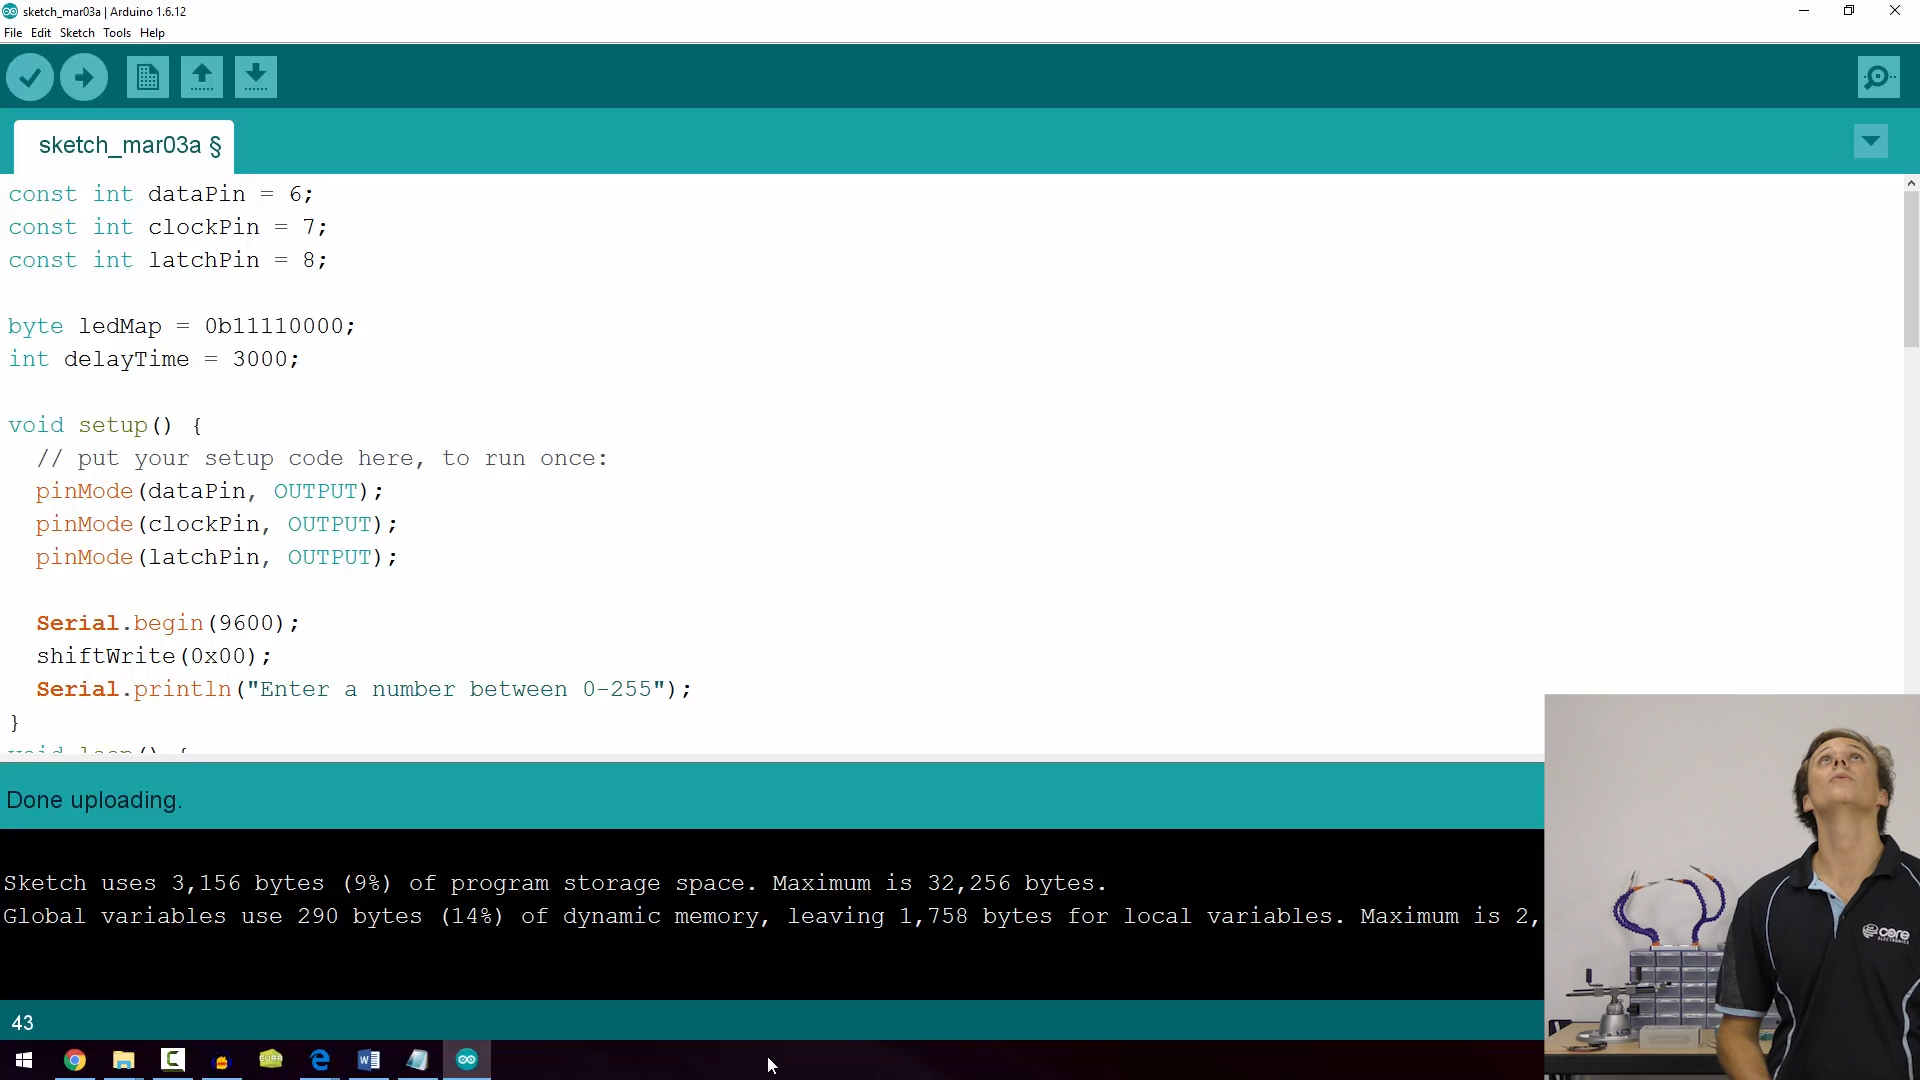 sketch_mar03a | Arduino 1.6.12
File Edit Sketch Tools Help
sketch_mar03a §
const int dataPin = 6;
const int clockPin = 7;
const int latchPin = 8;
byte ledMap = 0b11110000;
int delayTime = 3000;
void setup() {
// put your setup code here, to run once:
pinMode(dataPin, OUTPUT);
pinMode(clockPin, OUTPUT);
pinMode(latchPin, OUTPUT);
Serial.begin(9600);
shiftWrite(0x00);
Serial.println("Enter a number between 0-255");
}
void loop() {
Done uploading.
Sketch uses 3,156 bytes (9%) of program storage space. Maximum is 32,256 bytes.
Global variables use 290 bytes (14%) of dynamic memory, leaving 1,758 bytes for local variables. Maximum is 2,
core
ELECTRONICS
43
CURA